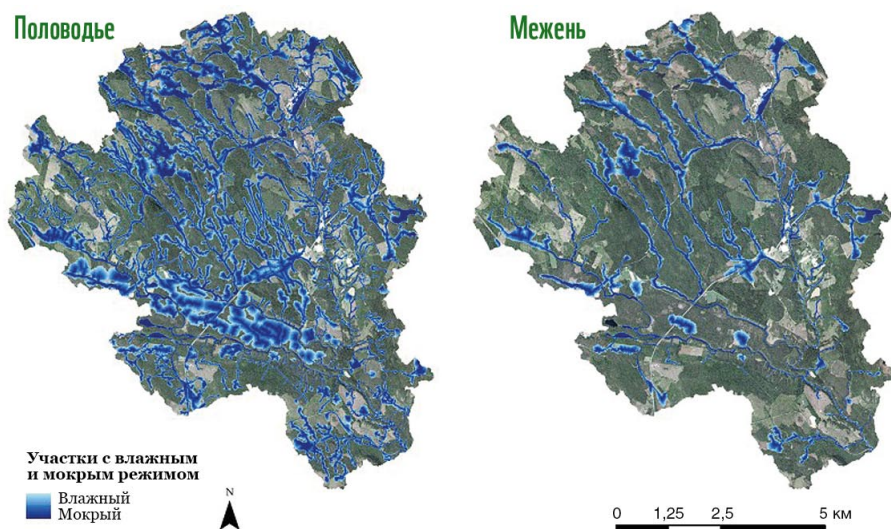 Половодье
Межень
Участки с влажным
и мокрым режимом
Влажный
Мокрый
N
0 1,25 2,5 5 км